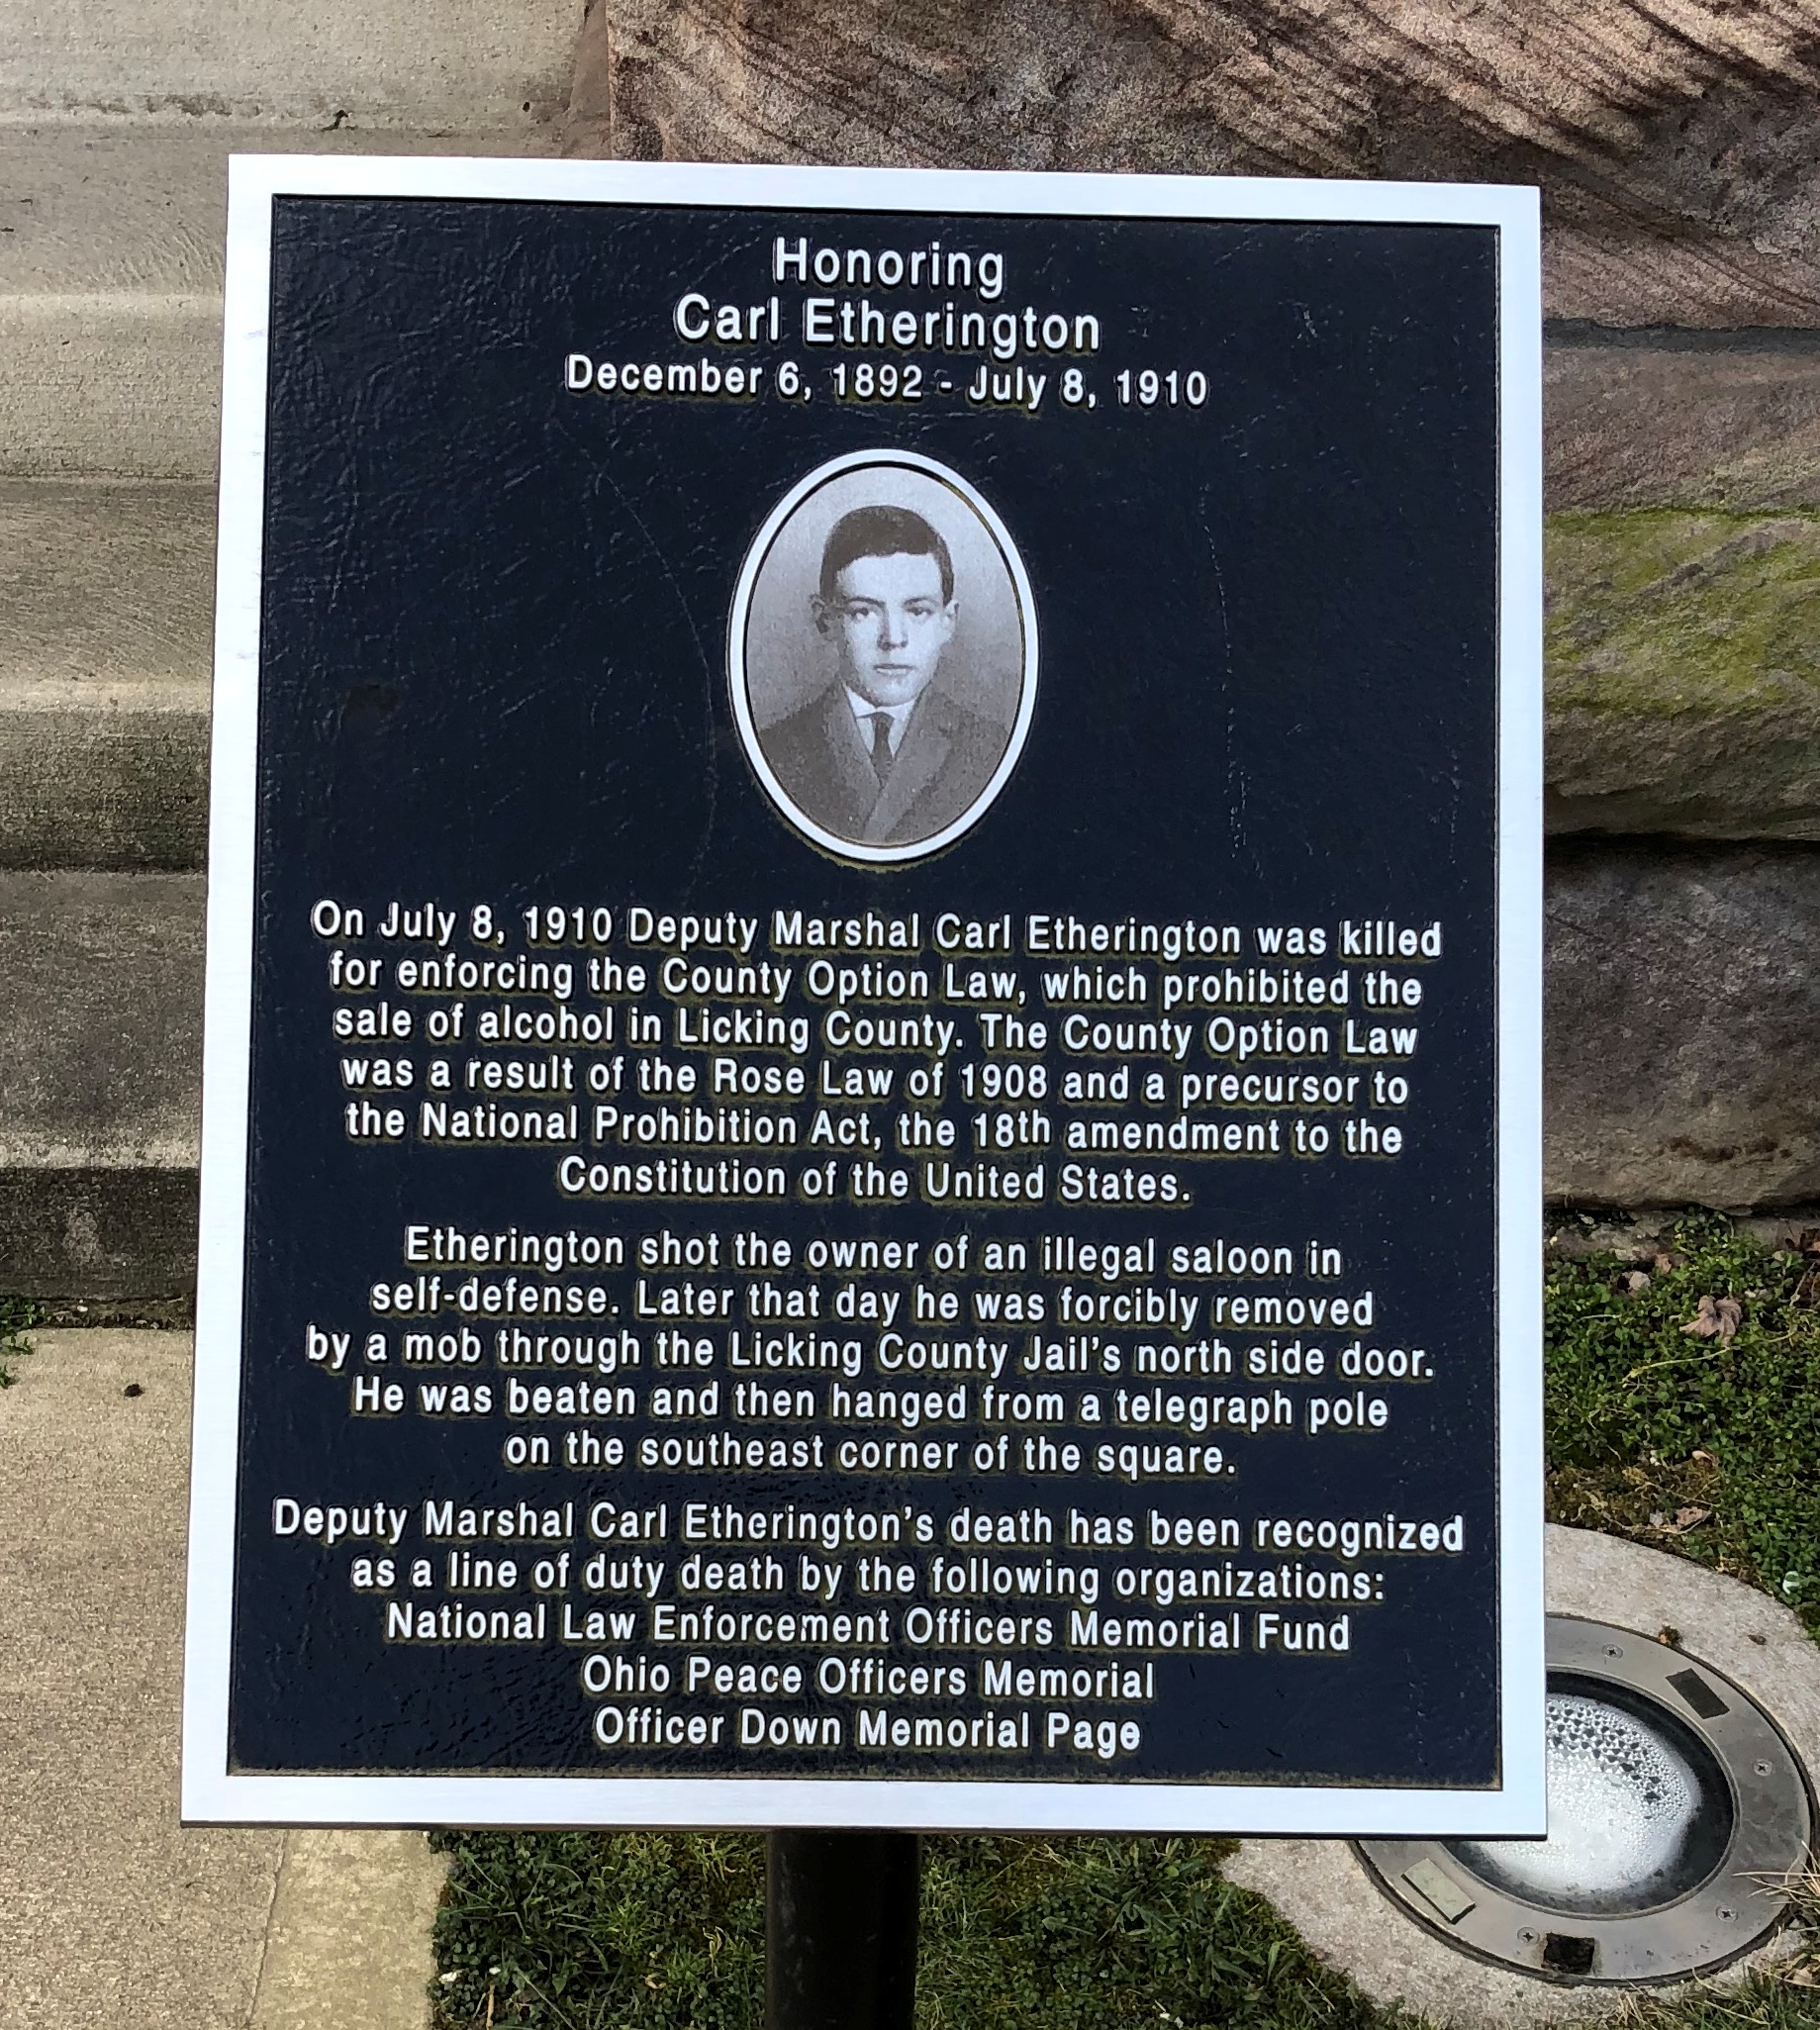 Honoring
Carl Etherington
December 6, 1892 - July 8, 1910
On July 8, 1910 Deputy Marshal Carl Etherington was killed
for enforcing the County Option Law, which prohibited the
sale of alcohol in Licking County. The County Option Law
was a result of the Rose Law of 1908 and a precursor to
the National Prohibition Act, the 18th amendment to the
Constitution of the United States.
Etherington shot the owner of an illegal saloon in
self-defense. Later that day he was forcibly removed
by a mob through the Licking County Jail's north side door.
He was beaten and then hanged from a telegraph pole
on the southeast corner of the square.
Deputy Marshal Carl Etherington's death has been recognized
as a line of duty death by the following organizations:
National Law Enforcement Officers Memorial Fund
Ohio Peace Officers Memorial
Officer Down Memorial Page